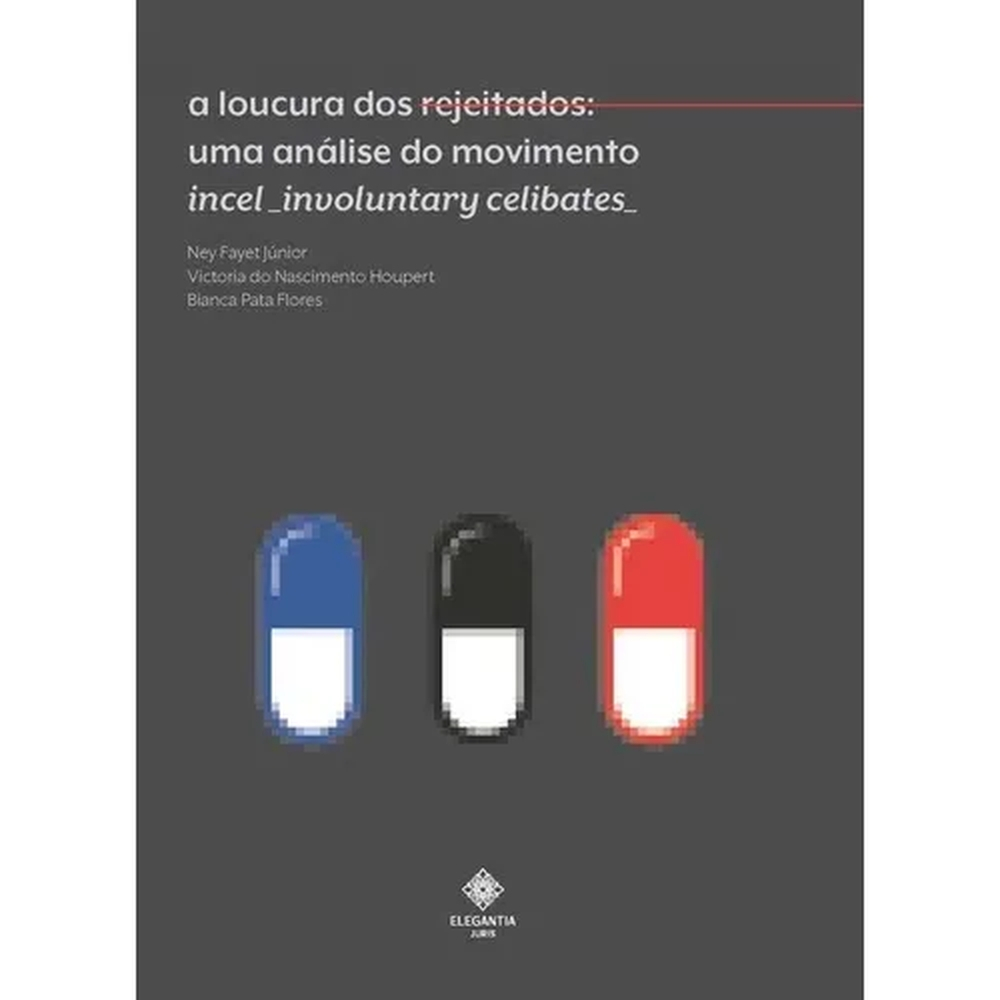 a loucura dos rejeitados:
uma análise do movimento
incel _involuntary celibates_
Ney Fayet Júnior
Victoria do Nascimento Houpert
Bianca Pata Flores
ELEGANTIA
JURIS